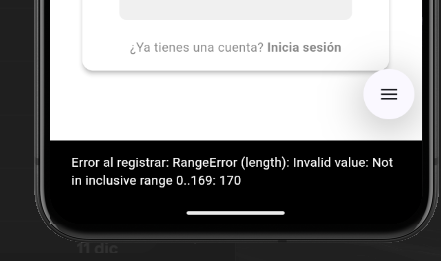 ¿Ya tienes una cuenta? Inicia sesión
Error al registrar: RangeError (length): Invalid value: Not
in inclusive range 0..169: 170
11 dic